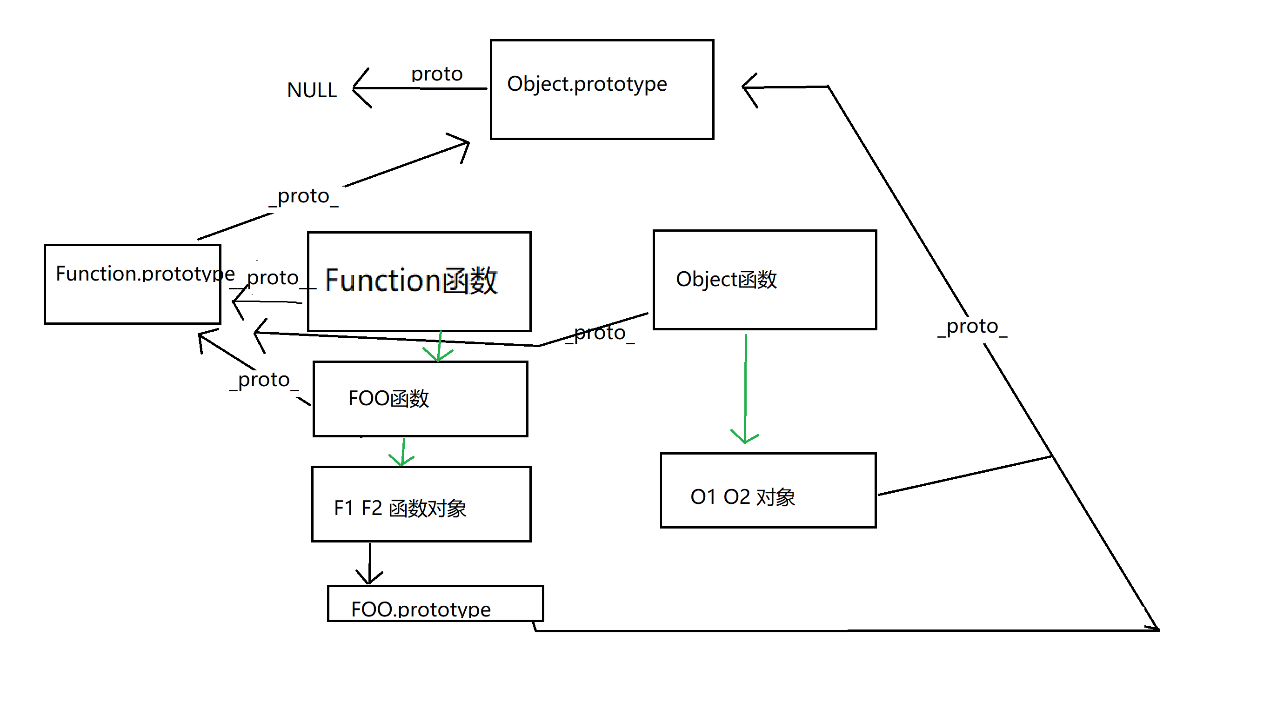 proto
NULL
Object.prototype
_proto_
Function.prototype
__proto__
Function函数
Object函数
_proto_
_proto_
_proto_
FOO函数
F1 F2 函数对象
O1 O2 对象
FOO.prototype